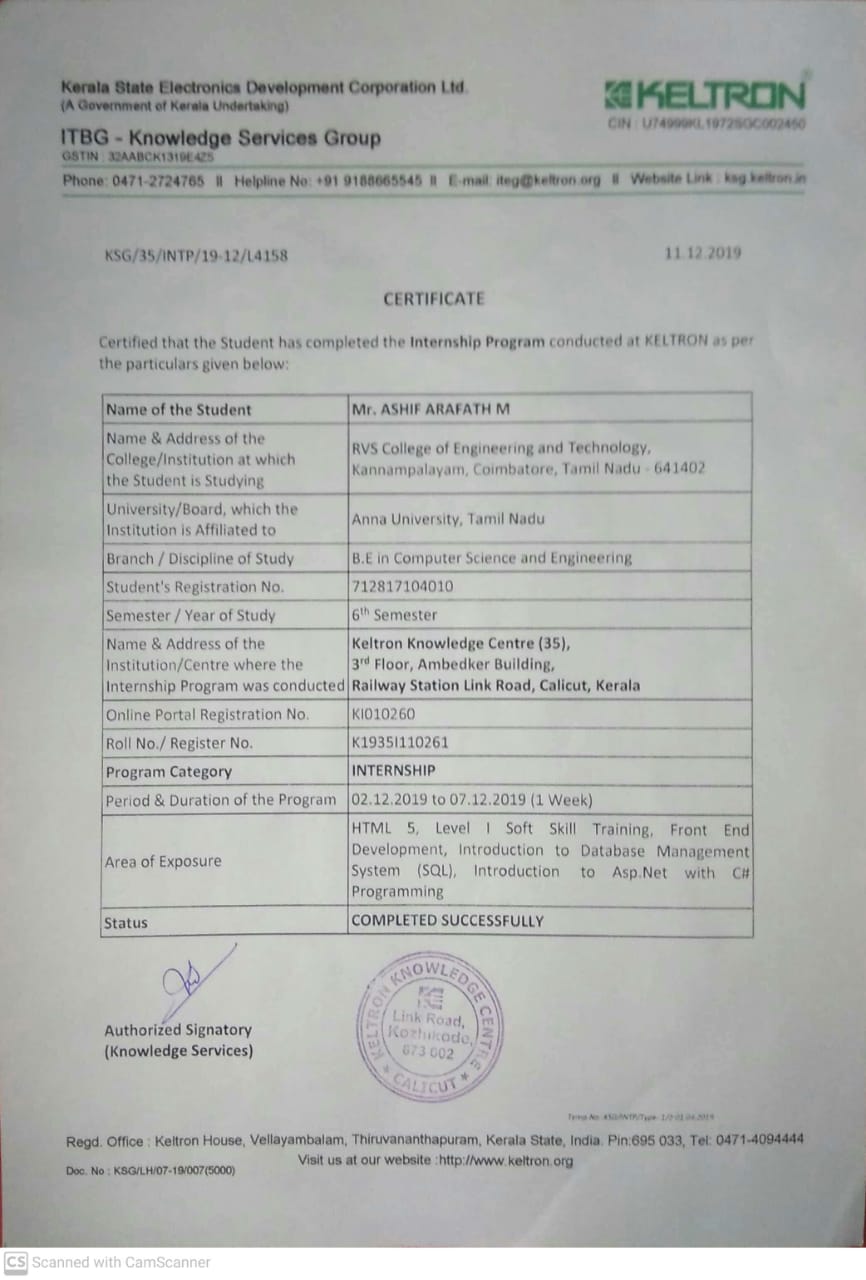 Kerala State Electronics Development Corporation Ltd.
(A Government of Kerala Undertaking)
KELTRON
CIN : U74999KL1972SGC002450
ITBG - Knowledge Services Group
GSTIN : 32AABCK1319E4Z5
Phone: 0471-2724765 II Helpline No: +91 9188665545 II E-mail: iteg@keltron.org II Website Link : ksg.keltron.in
KSG/35/INTP/19-12/L4158
11.12.2019
CERTIFICATE
Certified that the Student has completed the Internship Program conducted at KELTRON as per
the particulars given below:
Name of the Student
Mr. ASHIF ARAFATH M
Name & Address of the
College/Institution at which
the Student is Studying
RVS College of Engineering and Technology,
Kannampalayam, Coimbatore, Tamil Nadu - 641402
University/Board, which the
Institution is Affiliated to
Anna University, Tamil Nadu
Branch / Discipline of Study
B.E in Computer Science and Engineering
Student's Registration No.
712817104010
Semester / Year of Study
6th Semester
Name & Address of the
Institution/Centre where the
Internship Program was conducted
Keltron Knowledge Centre (35),
3rd Floor, Ambedker Building,
Railway Station Link Road, Calicut, Kerala
Online Portal Registration No.
KI010260
Roll No./ Register No.
K1935I110261
Program Category
INTERNSHIP
Period & Duration of the Program
02.12.2019 to 07.12.2019 (1 Week)
Area of Exposure
HTML 5, Level I Soft Skill Training, Front End
Development, Introduction to Database Management
System (SQL), Introduction to Asp.Net with C#
Programming
Status
COMPLETED SUCCESSFULLY
Authorized Signatory
(Knowledge Services)
KELTRON KNOWLEDGE CENTRE
Link Road,
Kozhikode,
673 002
* CALICUT *
Regd. Office : Keltron House, Vellayambalam, Thiruvananthapuram, Kerala State, India. Pin:695 033, Tel: 0471-4094444
Visit us at our website :http://www.keltron.org
Doc. No : KSG/LH/07-19/007(5000)
CS Scanned with CamScanner